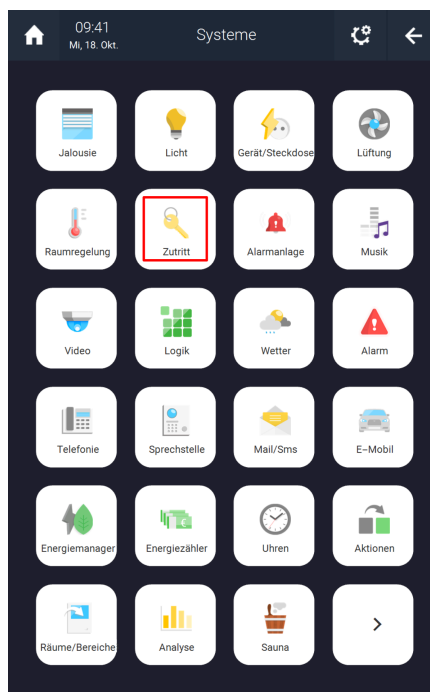 09:41
Mi, 18. Okt.
Systeme
Jalousie
Licht
Gerät/Steckdose
Lüftung
Raumregelung
Zutritt
Alarmanlage
Musik
Video
Logik
Wetter
Alarm
Telefonie
Sprechstelle
Mail/Sms
E-Mobil
Energiemanager
Energiezähler
Uhren
Aktionen
Räume/Bereiche
Analyse
Sauna